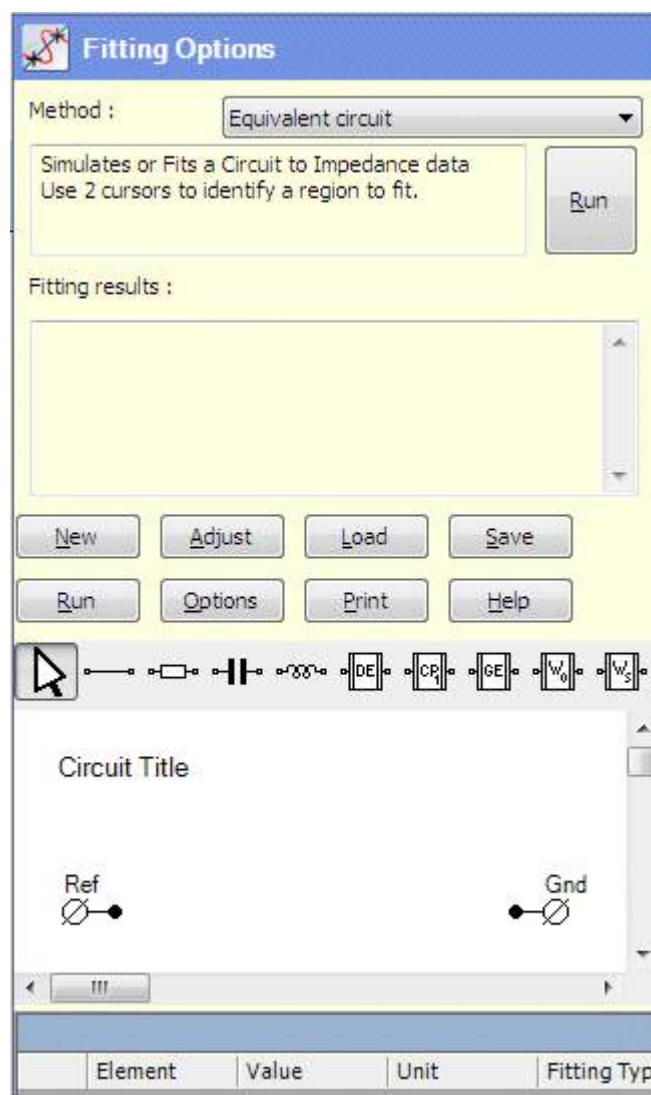 Fitting Options
Method :
Equivalent circuit
Simulates or Fits a Circuit to Impedance data
Use 2 cursors to identify a region to fit.
Run
Fitting results :
New Adjust Load Save
Run Options Print Help
DE CP1 GE Wo Ws
Circuit Title
Ref Gnd
Element Value Unit Fitting Typ